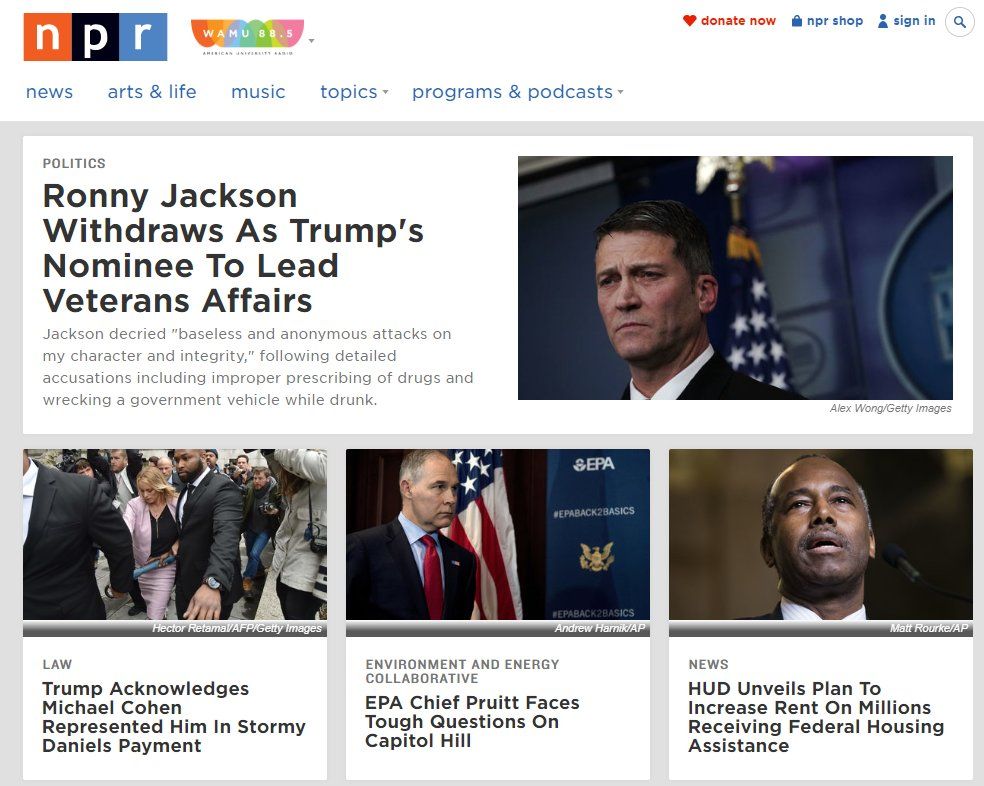 npr
WAMU 88.5
AMERICAN UNIVERSITY RADIO
donate now
npr shop
sign in
news
arts & life
music
topics
programs & podcasts
POLITICS
Ronny Jackson
Withdraws As Trump's
Nominee To Lead
Veterans Affairs
Jackson decried "baseless and anonymous attacks on
my character and integrity," following detailed
accusations including improper prescribing of drugs and
wrecking a government vehicle while drunk.
Alex Wong/Getty Images
Hector Retamal/AFP/Getty Images
LAW
Trump Acknowledges
Michael Cohen
Represented Him In Stormy
Daniels Payment
EPA
#EPABACK2BASICS
#EPABACK2BASICS
Andrew Harnik/AP
ENVIRONMENT AND ENERGY
COLLABORATIVE
EPA Chief Pruitt Faces
Tough Questions On
Capitol Hill
Matt Rourke/AP
NEWS
HUD Unveils Plan To
Increase Rent On Millions
Receiving Federal Housing
Assistance